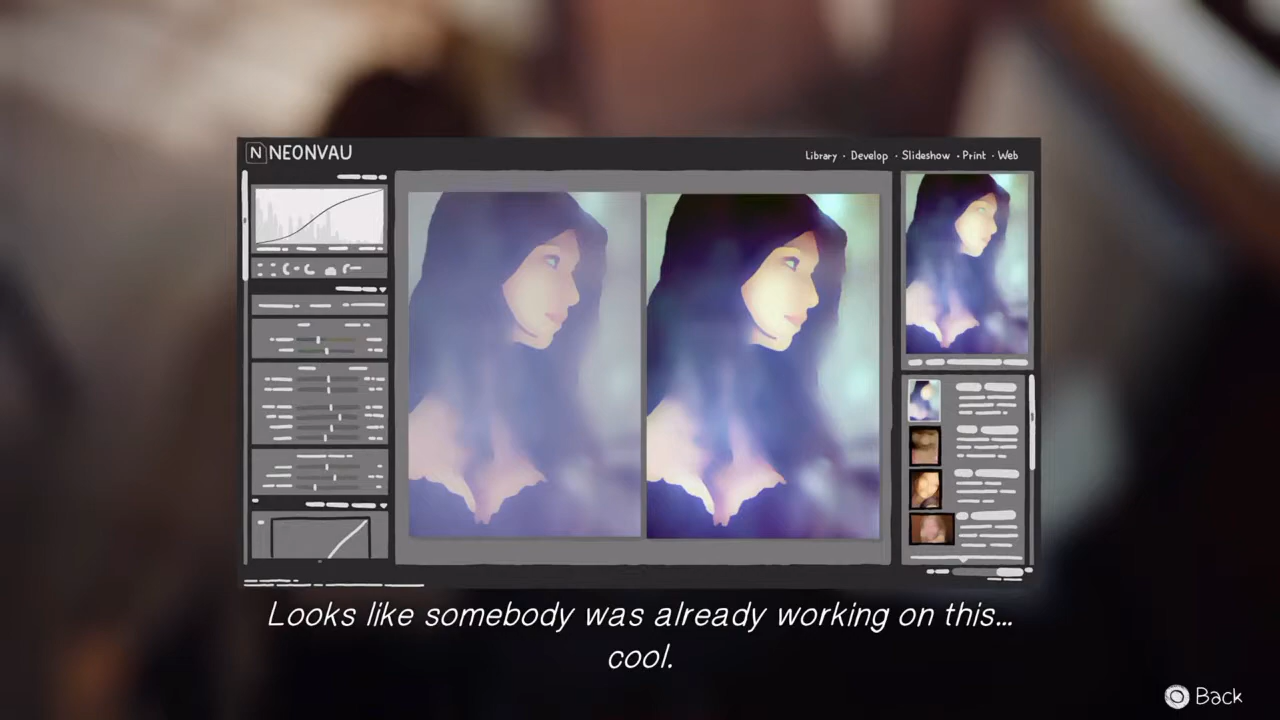 N NEONVAU
Library · Develop · Slideshow · Print · Web
Looks like somebody was already working on this...
cool.
Back